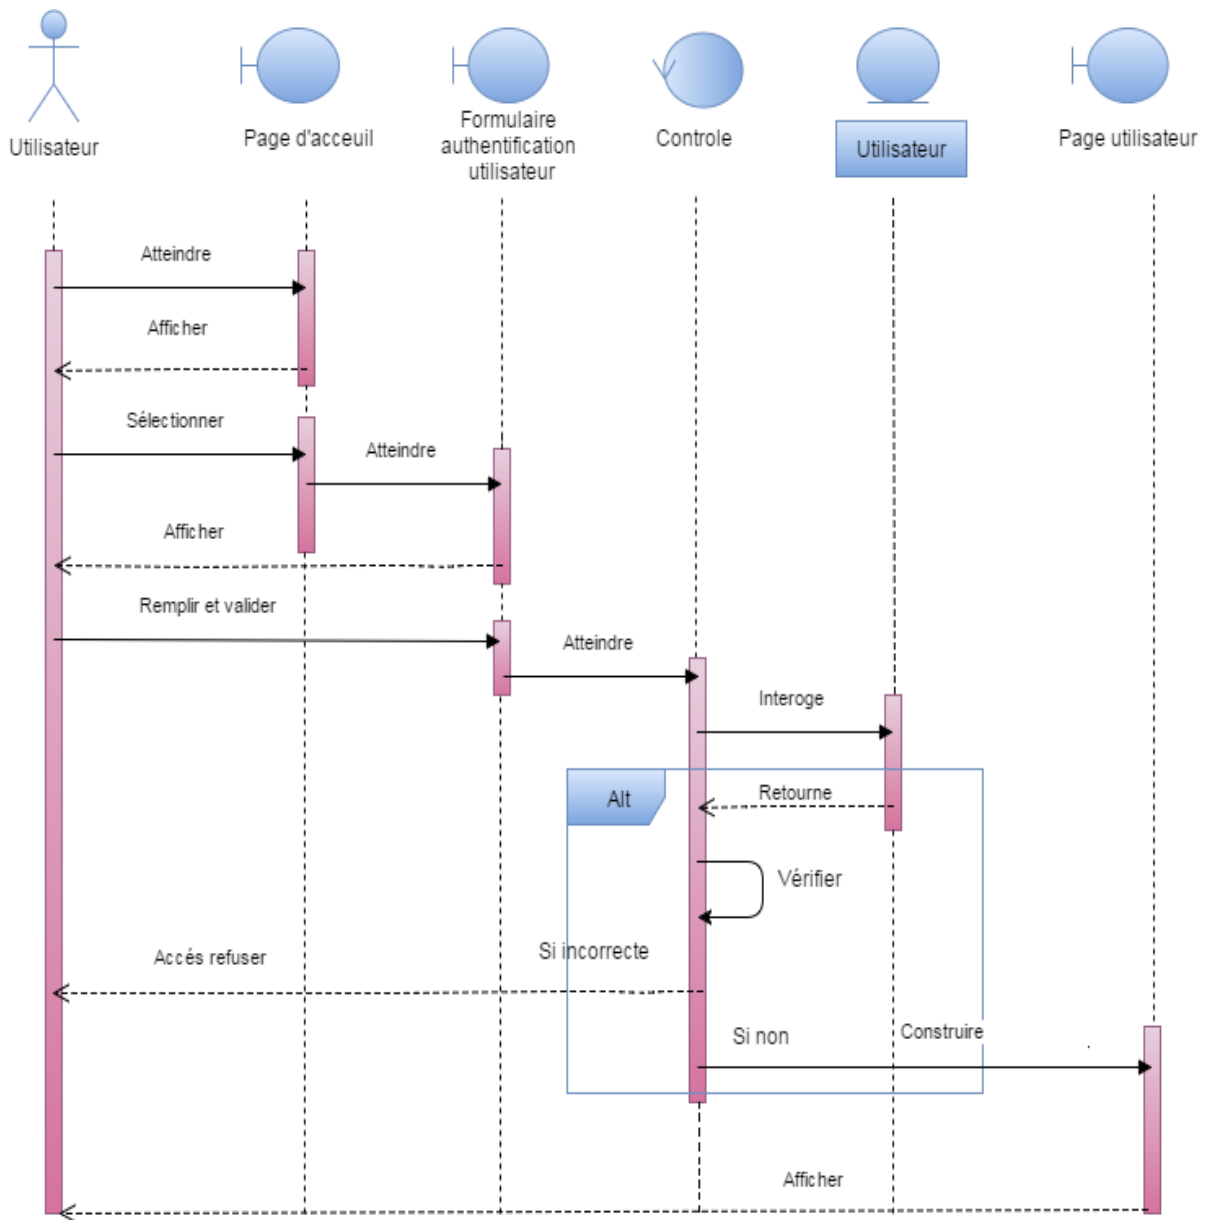 Utilisateur
Page d'acceuil
Formulaire
authentification
utilisateur
Controle
Utilisateur
Page utilisateur
Atteindre
Afficher
Sélectionner
Atteindre
Afficher
Remplir et valider
Atteindre
Interoge
Alt
Retourne
Vérifier
Si incorrecte
Accés refuser
Si non
Construire
Afficher